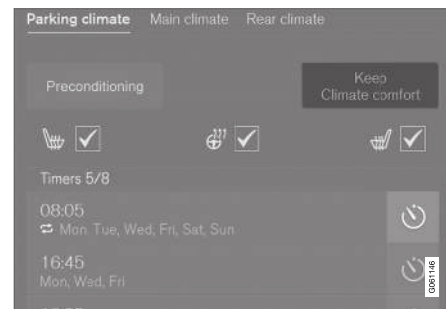 Parking climate Main climate Rear climate
Preconditioning
Keep
Climate comfort
Timers 5/8
08:05
Mon, Tue, Wed, Fri, Sat, Sun
16:45
Mon, Wed, Fri
G061146